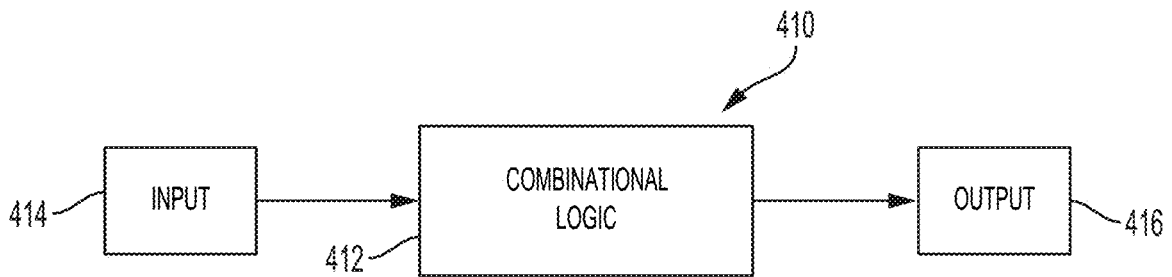 410
INPUT
COMBINATIONAL
LOGIC
OUTPUT
414
412
416